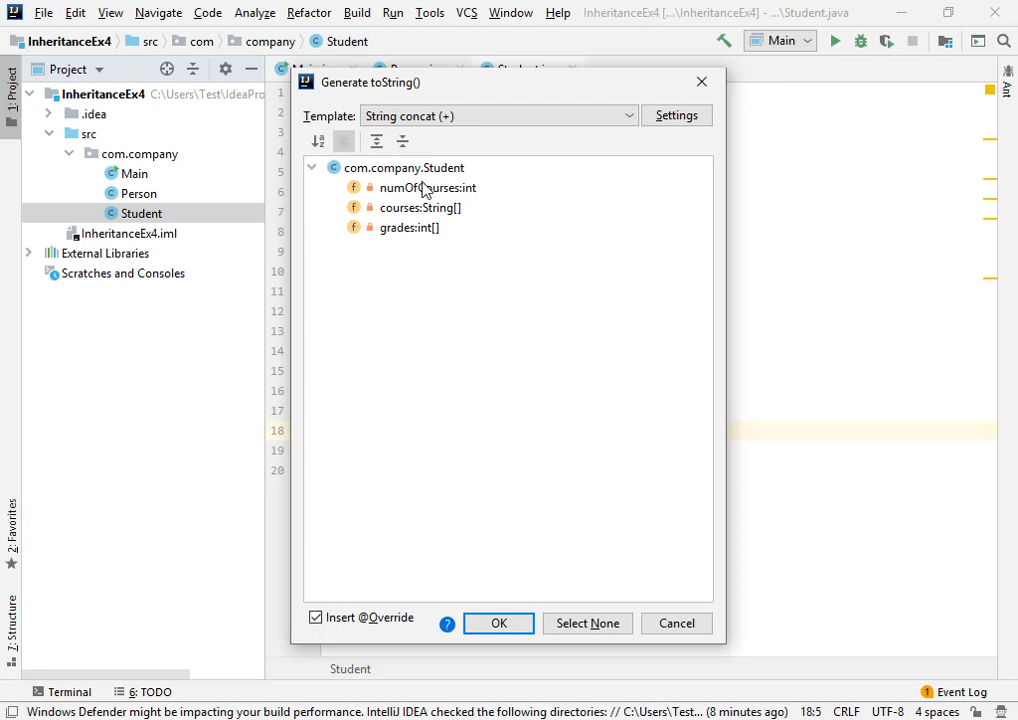 File Edit View Navigate Code Analyze Refactor Build Run Tools VCS Window Help InheritanceEx4 [...\InheritanceEx4] - ...\Student.java
InheritanceEx4 src com company Student Main
1: Project
Project
Generate toString()
Template: String concat (+) Settings
InheritanceEx4 C:\Users\Test\IdeaPro
.idea
src
com.company
Main
Person
Student
InheritanceEx4.iml
External Libraries
Scratches and Consoles
com.company.Student
numOfCourses:int
courses:String[]
grades:int[]
1
2
3
4
5
6
7
8
9
10
11
12
13
14
15
16
17
18
19
20
Ant
2: Favorites
7: Structure
Insert @Override OK Select None Cancel
Student
Terminal 6: TODO 1 Event Log
Windows Defender might be impacting your build performance. IntelliJ IDEA checked the following directories: // C:\Users\Test... (8 minutes ago) 18:5 CRLF UTF-8 4 spaces